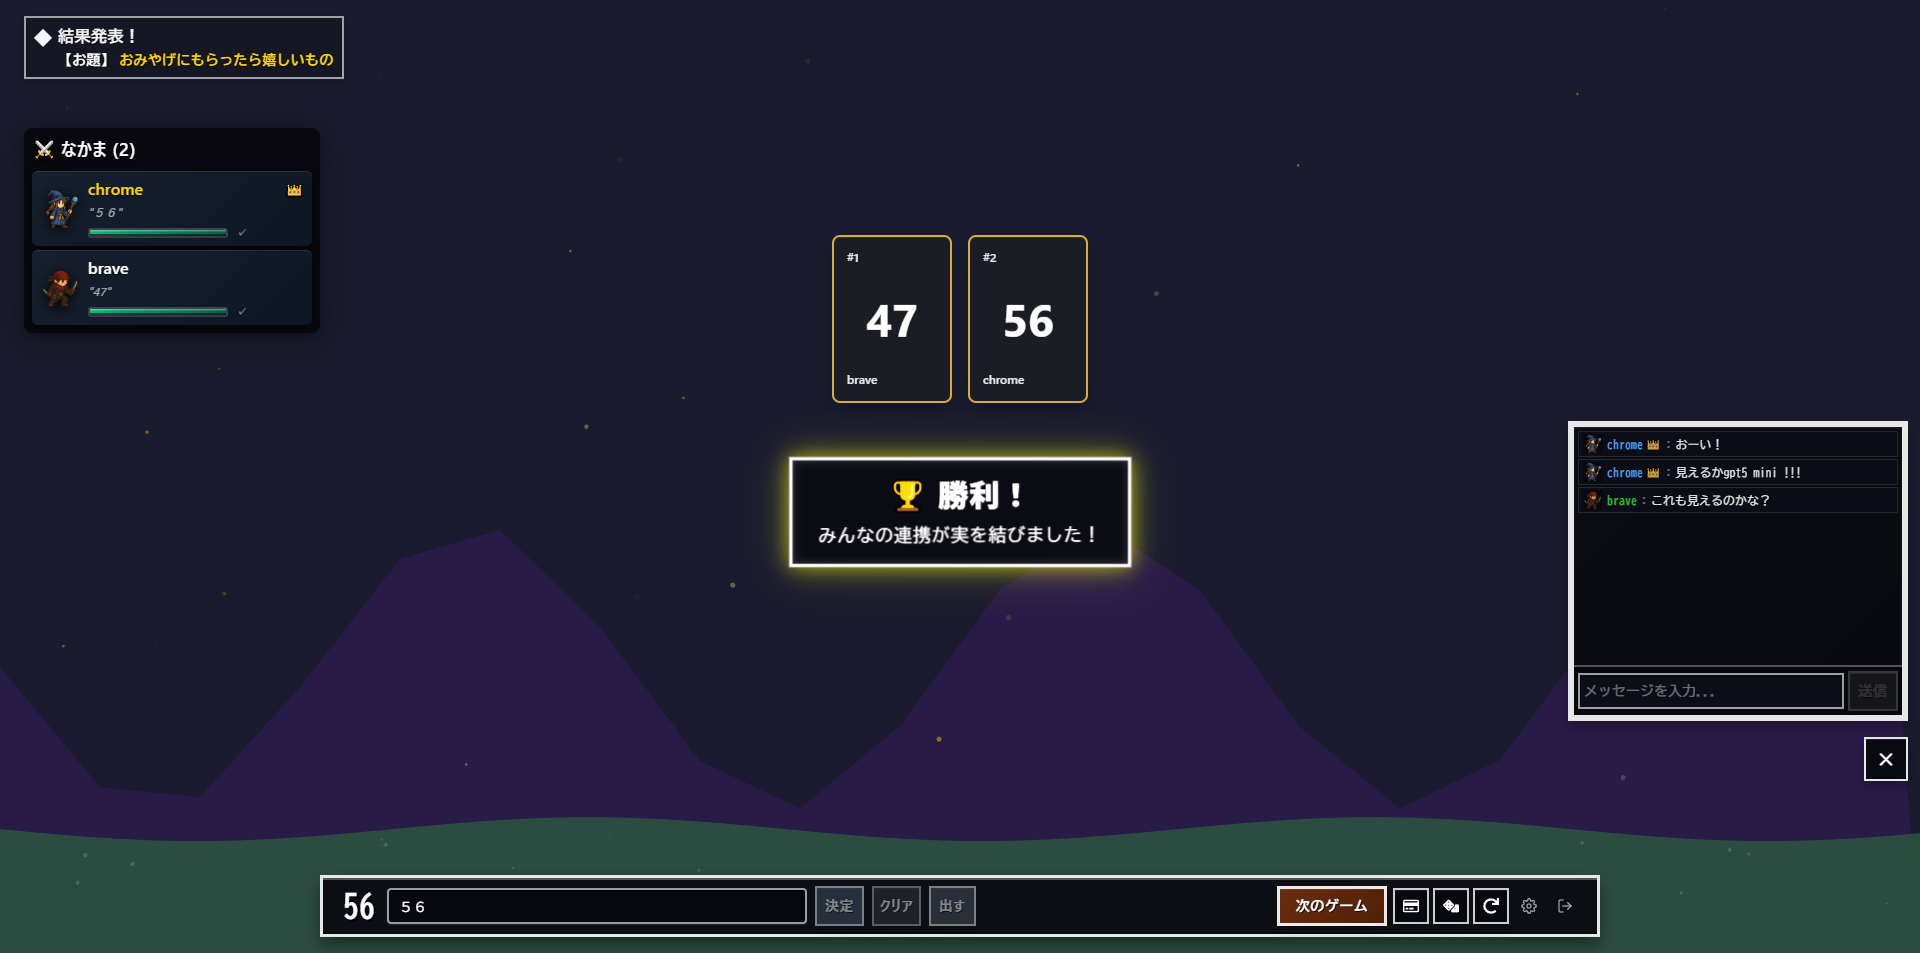 結果発表！
【お題】 おみやげにもらったら嬉しいもの
なかま (2)
chrome
"５６"
✓
brave
"47"
✓
#1
47
brave
#2
56
chrome
勝利！
みんなの連携が実を結びました！
chrome：おーい！
chrome：見えるかgpt5 mini !!!
brave：これも見えるのかな？
メッセージを入力...
送信
✕
56
５６
決定
クリア
出す
次のゲーム